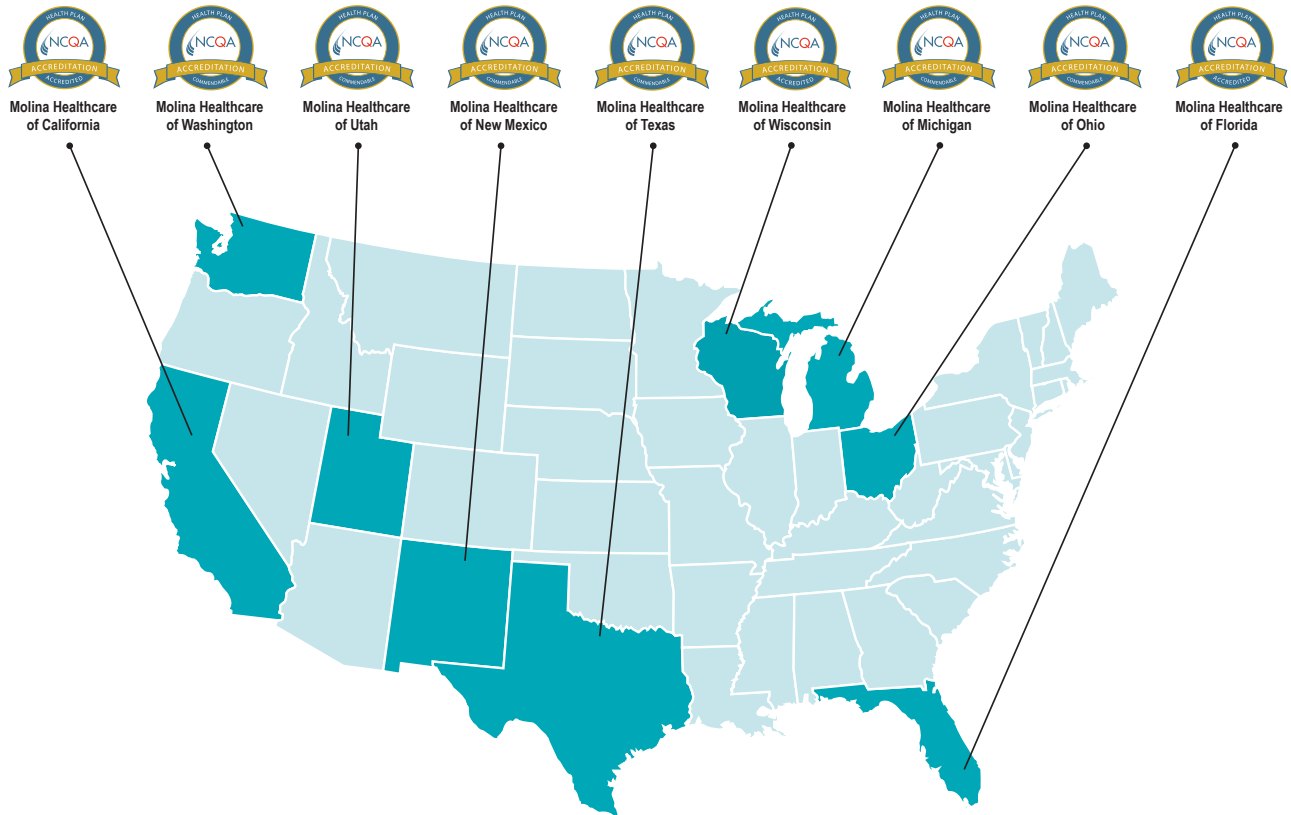 HEALTH PLAN
NCQA
ACCREDITATION
ACCREDITED
Molina Healthcare
of California
HEALTH PLAN
NCQA
ACCREDITATION
COMMENDABLE
Molina Healthcare
of Washington
HEALTH PLAN
NCQA
ACCREDITATION
COMMENDABLE
Molina Healthcare
of Utah
HEALTH PLAN
NCQA
ACCREDITATION
COMMENDABLE
Molina Healthcare
of New Mexico
HEALTH PLAN
NCQA
ACCREDITATION
COMMENDABLE
Molina Healthcare
of Texas
HEALTH PLAN
NCQA
ACCREDITATION
ACCREDITED
Molina Healthcare
of Wisconsin
HEALTH PLAN
NCQA
ACCREDITATION
COMMENDABLE
Molina Healthcare
of Michigan
HEALTH PLAN
NCQA
ACCREDITATION
COMMENDABLE
Molina Healthcare
of Ohio
HEALTH PLAN
NCQA
ACCREDITATION
ACCREDITED
Molina Healthcare
of Florida